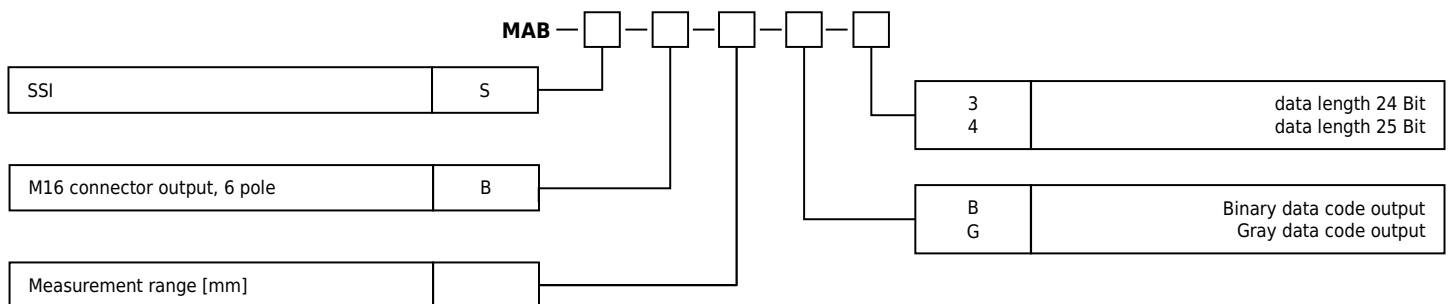 MAB
SSI S
M16 connector output, 6 pole B
Measurement range [mm]
3 data length 24 Bit
4 data length 25 Bit
B Binary data code output
G Gray data code output